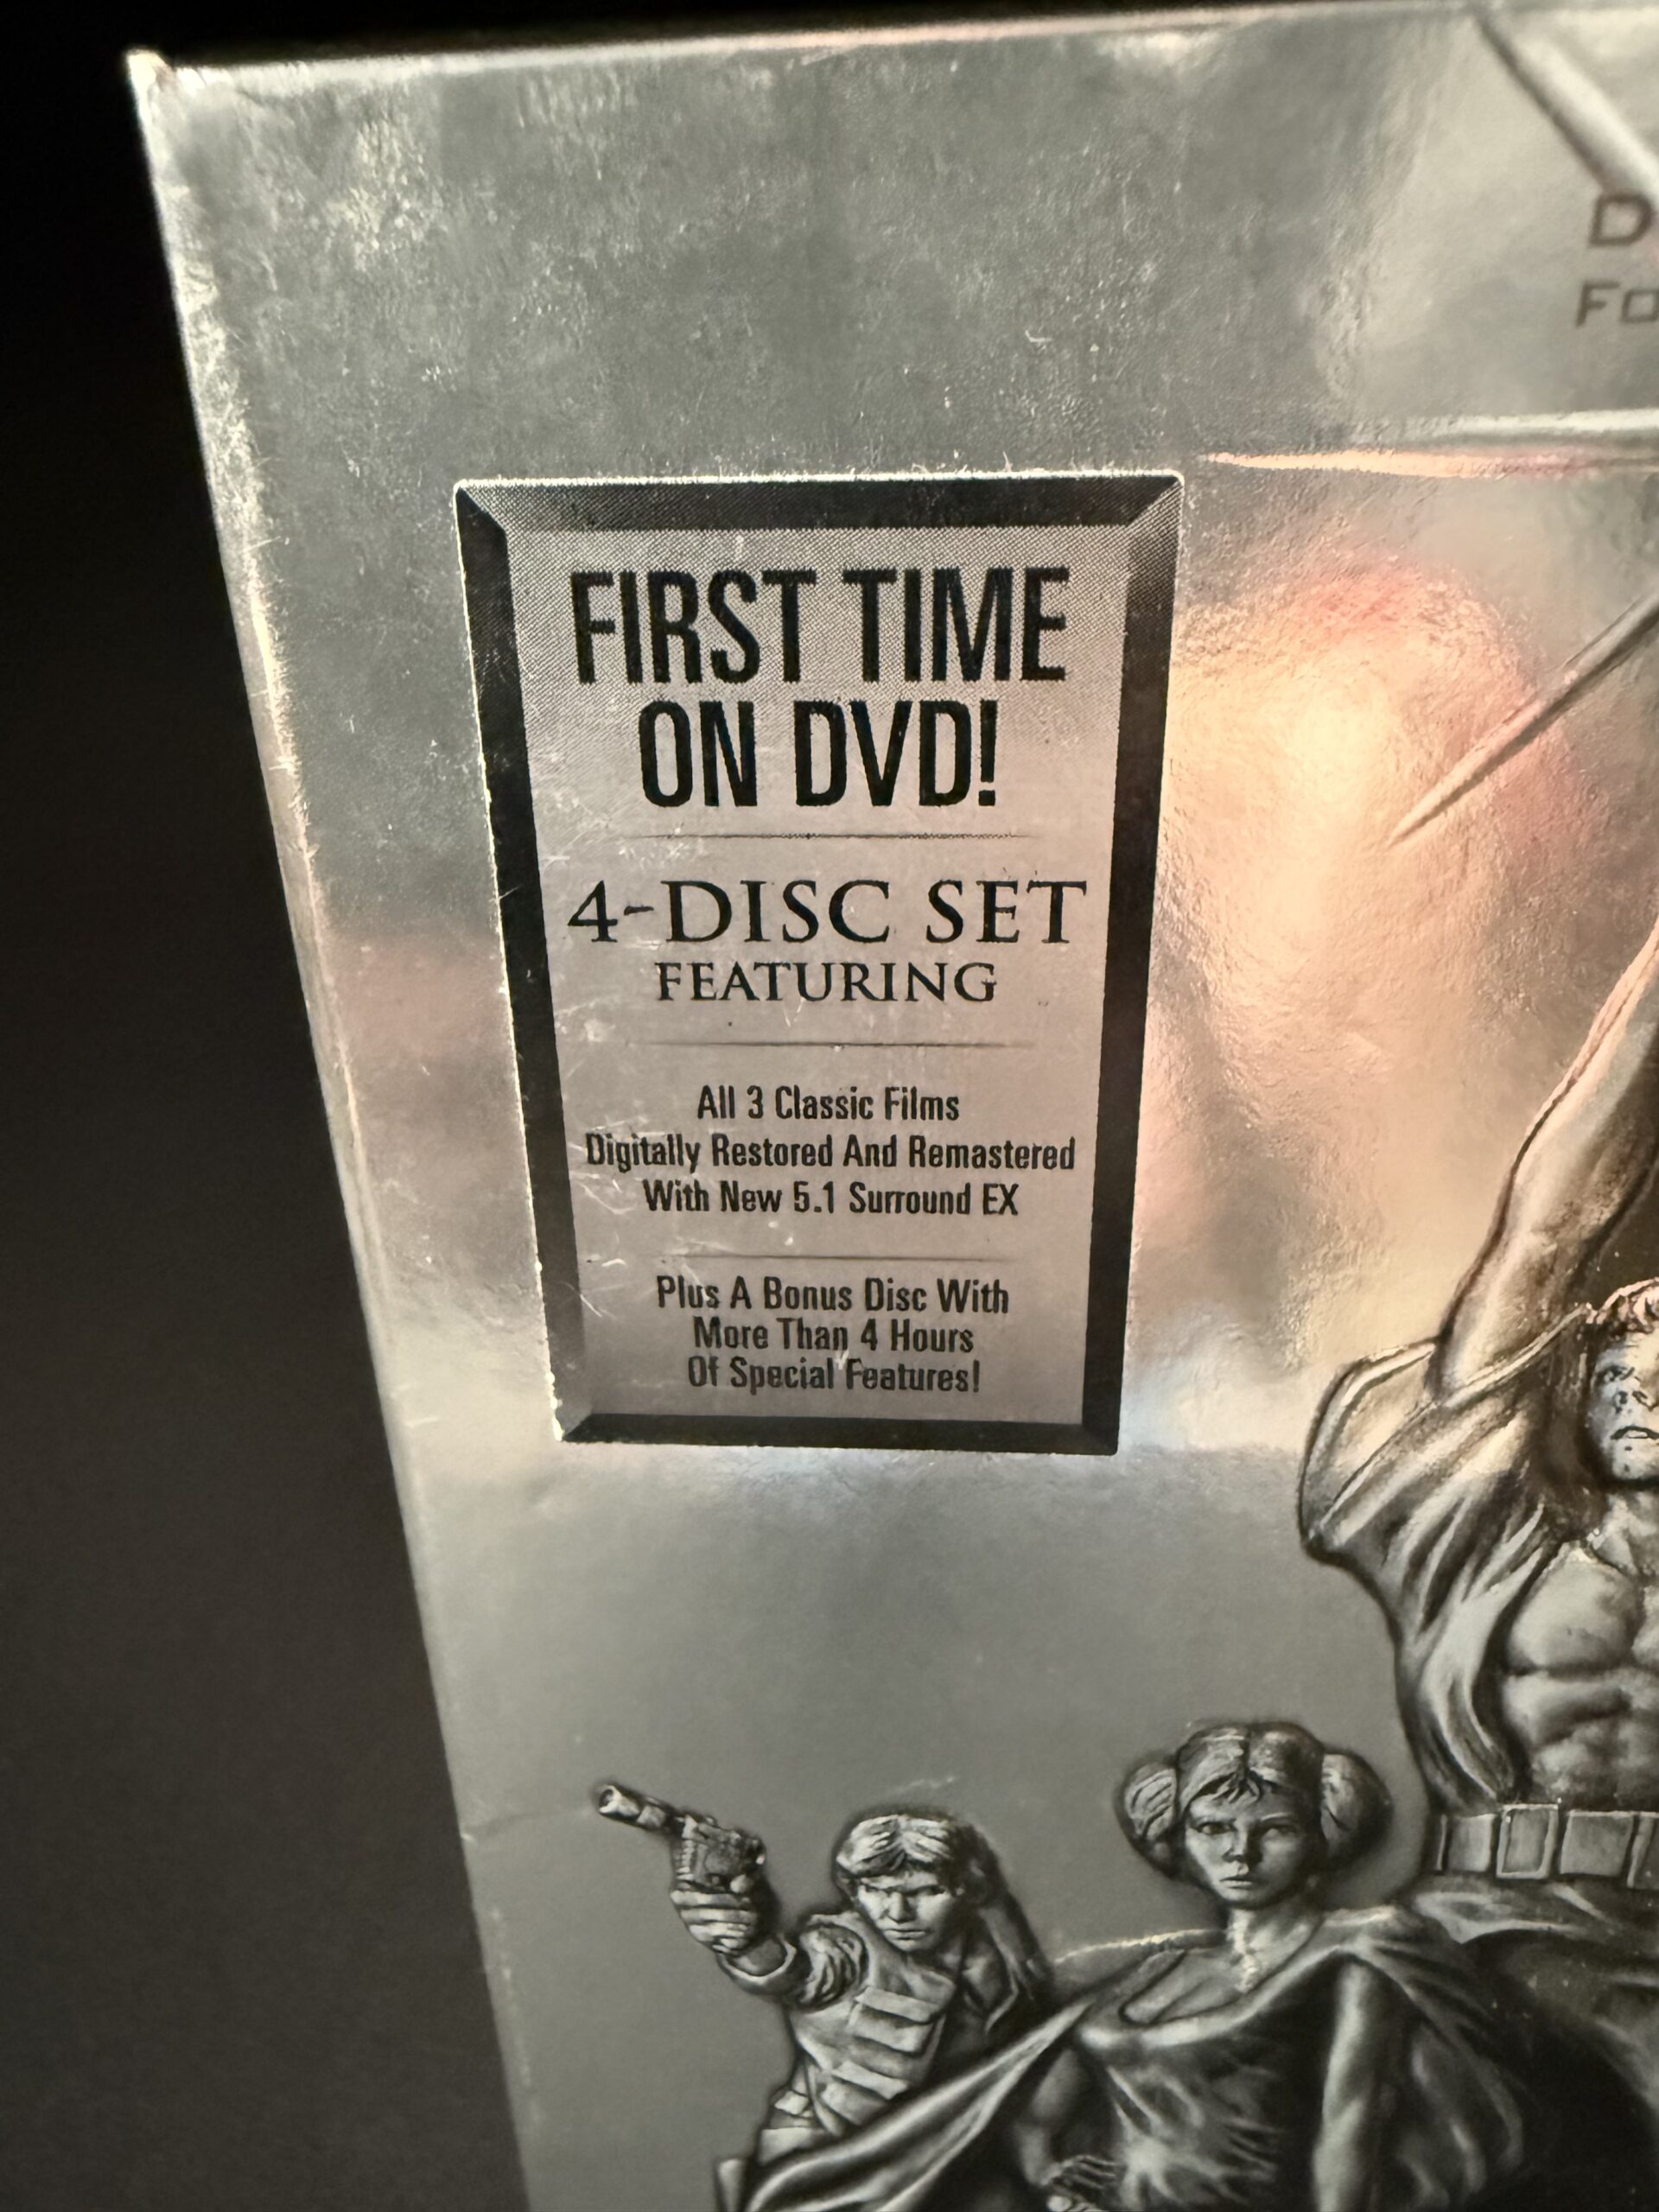 FIRST TIME
ON DVD!
4-DISC SET
FEATURING
All 3 Classic Films
Digitally Restored And Remastered
With New 5.1 Surround EX
Plus A Bonus Disc With
More Than 4 Hours
Of Special Features!